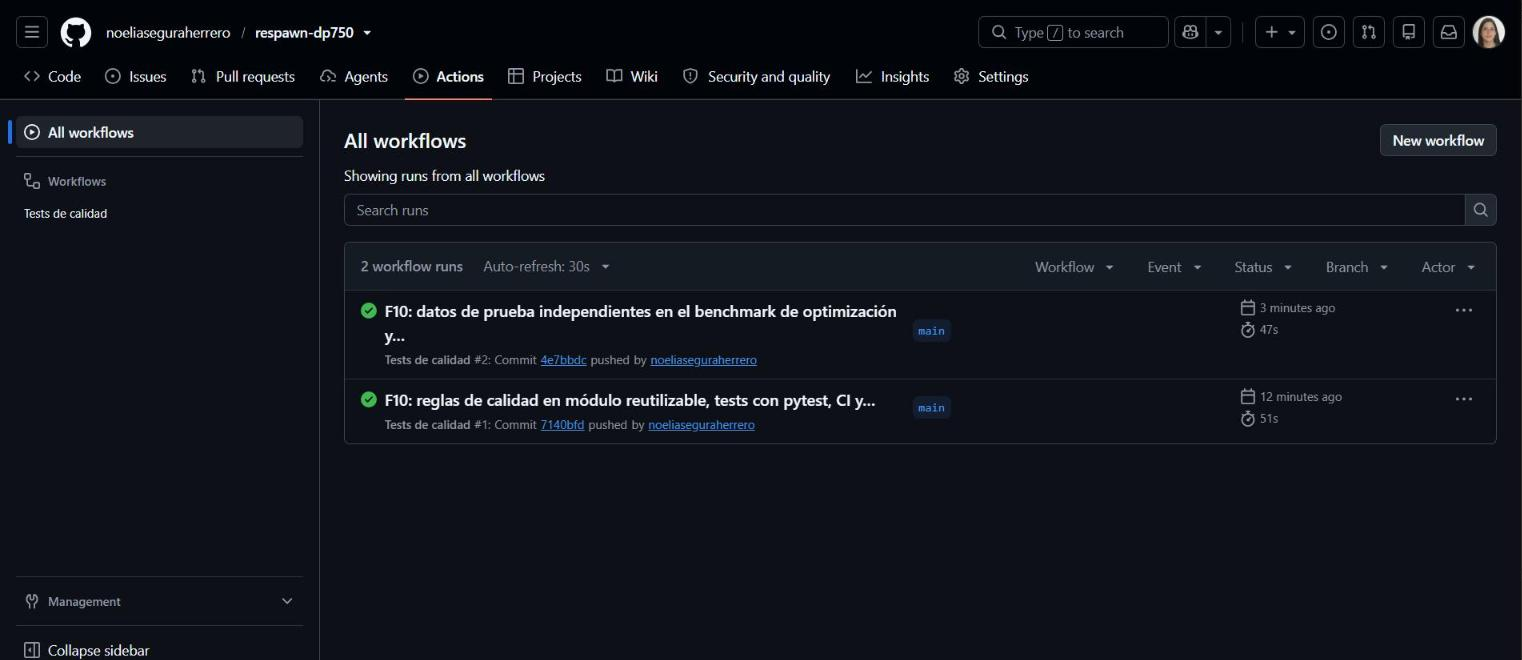 noeliaseguraherrero / respawn-dp750
Type / to search
Code
Issues
Pull requests
Agents
Actions
Projects
Wiki
Security and quality
Insights
Settings
All workflows
Workflows
Tests de calidad
Management
Collapse sidebar
All workflows
New workflow
Showing runs from all workflows
Search runs
2 workflow runs
Auto-refresh: 30s
Workflow
Event
Status
Branch
Actor
F10: datos de prueba independientes en el benchmark de optimización
y...
main
3 minutes ago
47s
Tests de calidad #2: Commit 4e7bbdc pushed by noeliaseguraherrero
F10: reglas de calidad en módulo reutilizable, tests con pytest, CI y...
main
12 minutes ago
51s
Tests de calidad #1: Commit 7140bfd pushed by noeliaseguraherrero